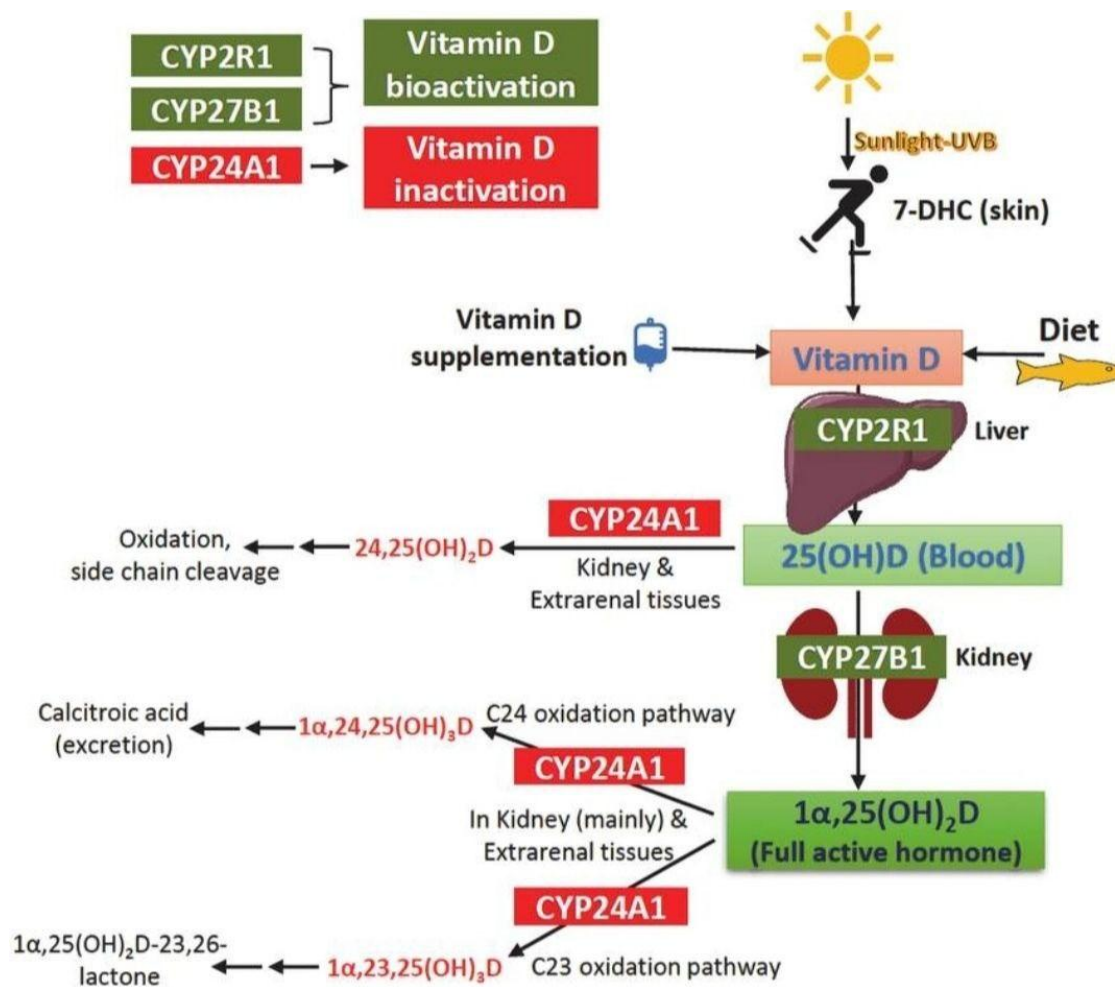 CYP2R1
CYP27B1
Vitamin D
bioactivation
CYP24A1
Vitamin D
inactivation
Sunlight-UVB
7-DHC (skin)
Vitamin D
supplementation
Vitamin D
Diet
CYP2R1
Liver
CYP24A1
Oxidation,
side chain cleavage
24,25(OH)₂D
Kidney &
Extrarenal tissues
25(OH)D (Blood)
CYP27B1
Kidney
Calcitroic acid
(excretion)
1α,24,25(OH)₃D
C24 oxidation pathway
CYP24A1
In Kidney (mainly) &
Extrarenal tissues
1α,25(OH)₂D
(Full active hormone)
CYP24A1
1α,25(OH)₂D-23,26-
lactone
1α,23,25(OH)₃D
C23 oxidation pathway